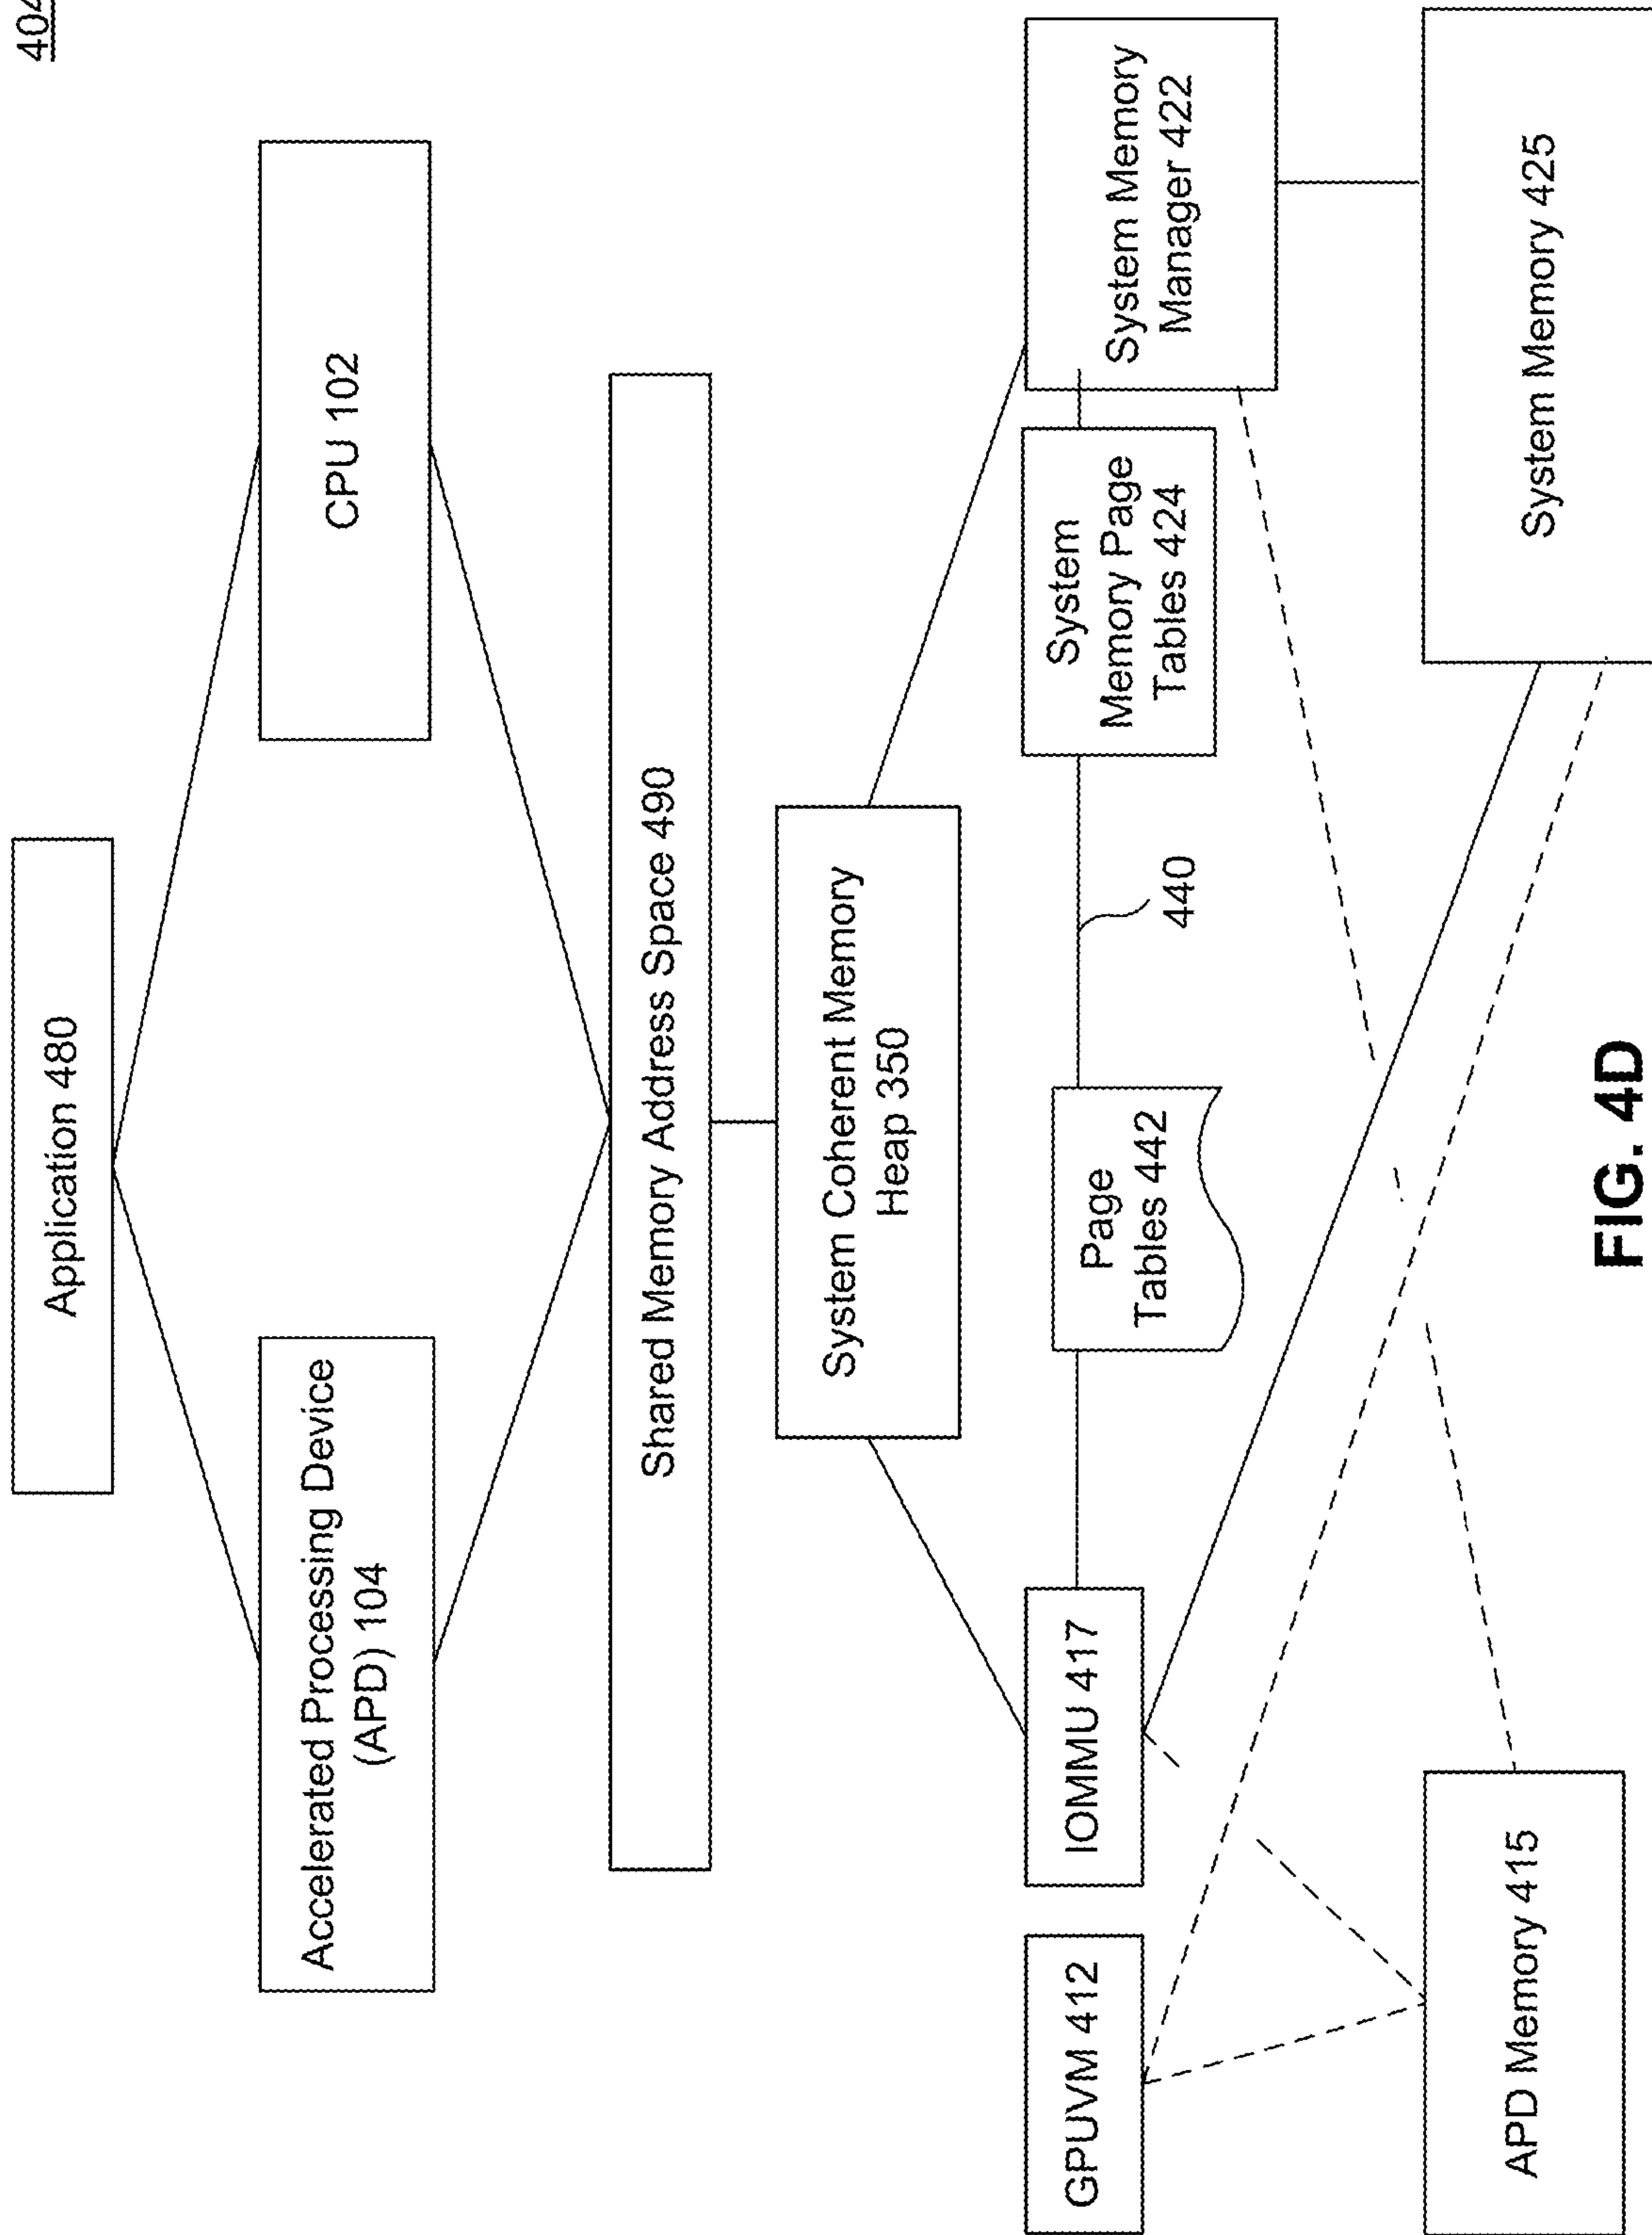 404
Application 480
Accelerated Processing Device
(APD) 104
CPU 102
Shared Memory Address Space 490
System Coherent Memory
Heap 350
GPUVM 412
IOMMU 417
Page
Tables 442
440
System
Memory Page
Tables 424
System Memory
Manager 422
APD Memory 415
System Memory 425
FIG. 4D